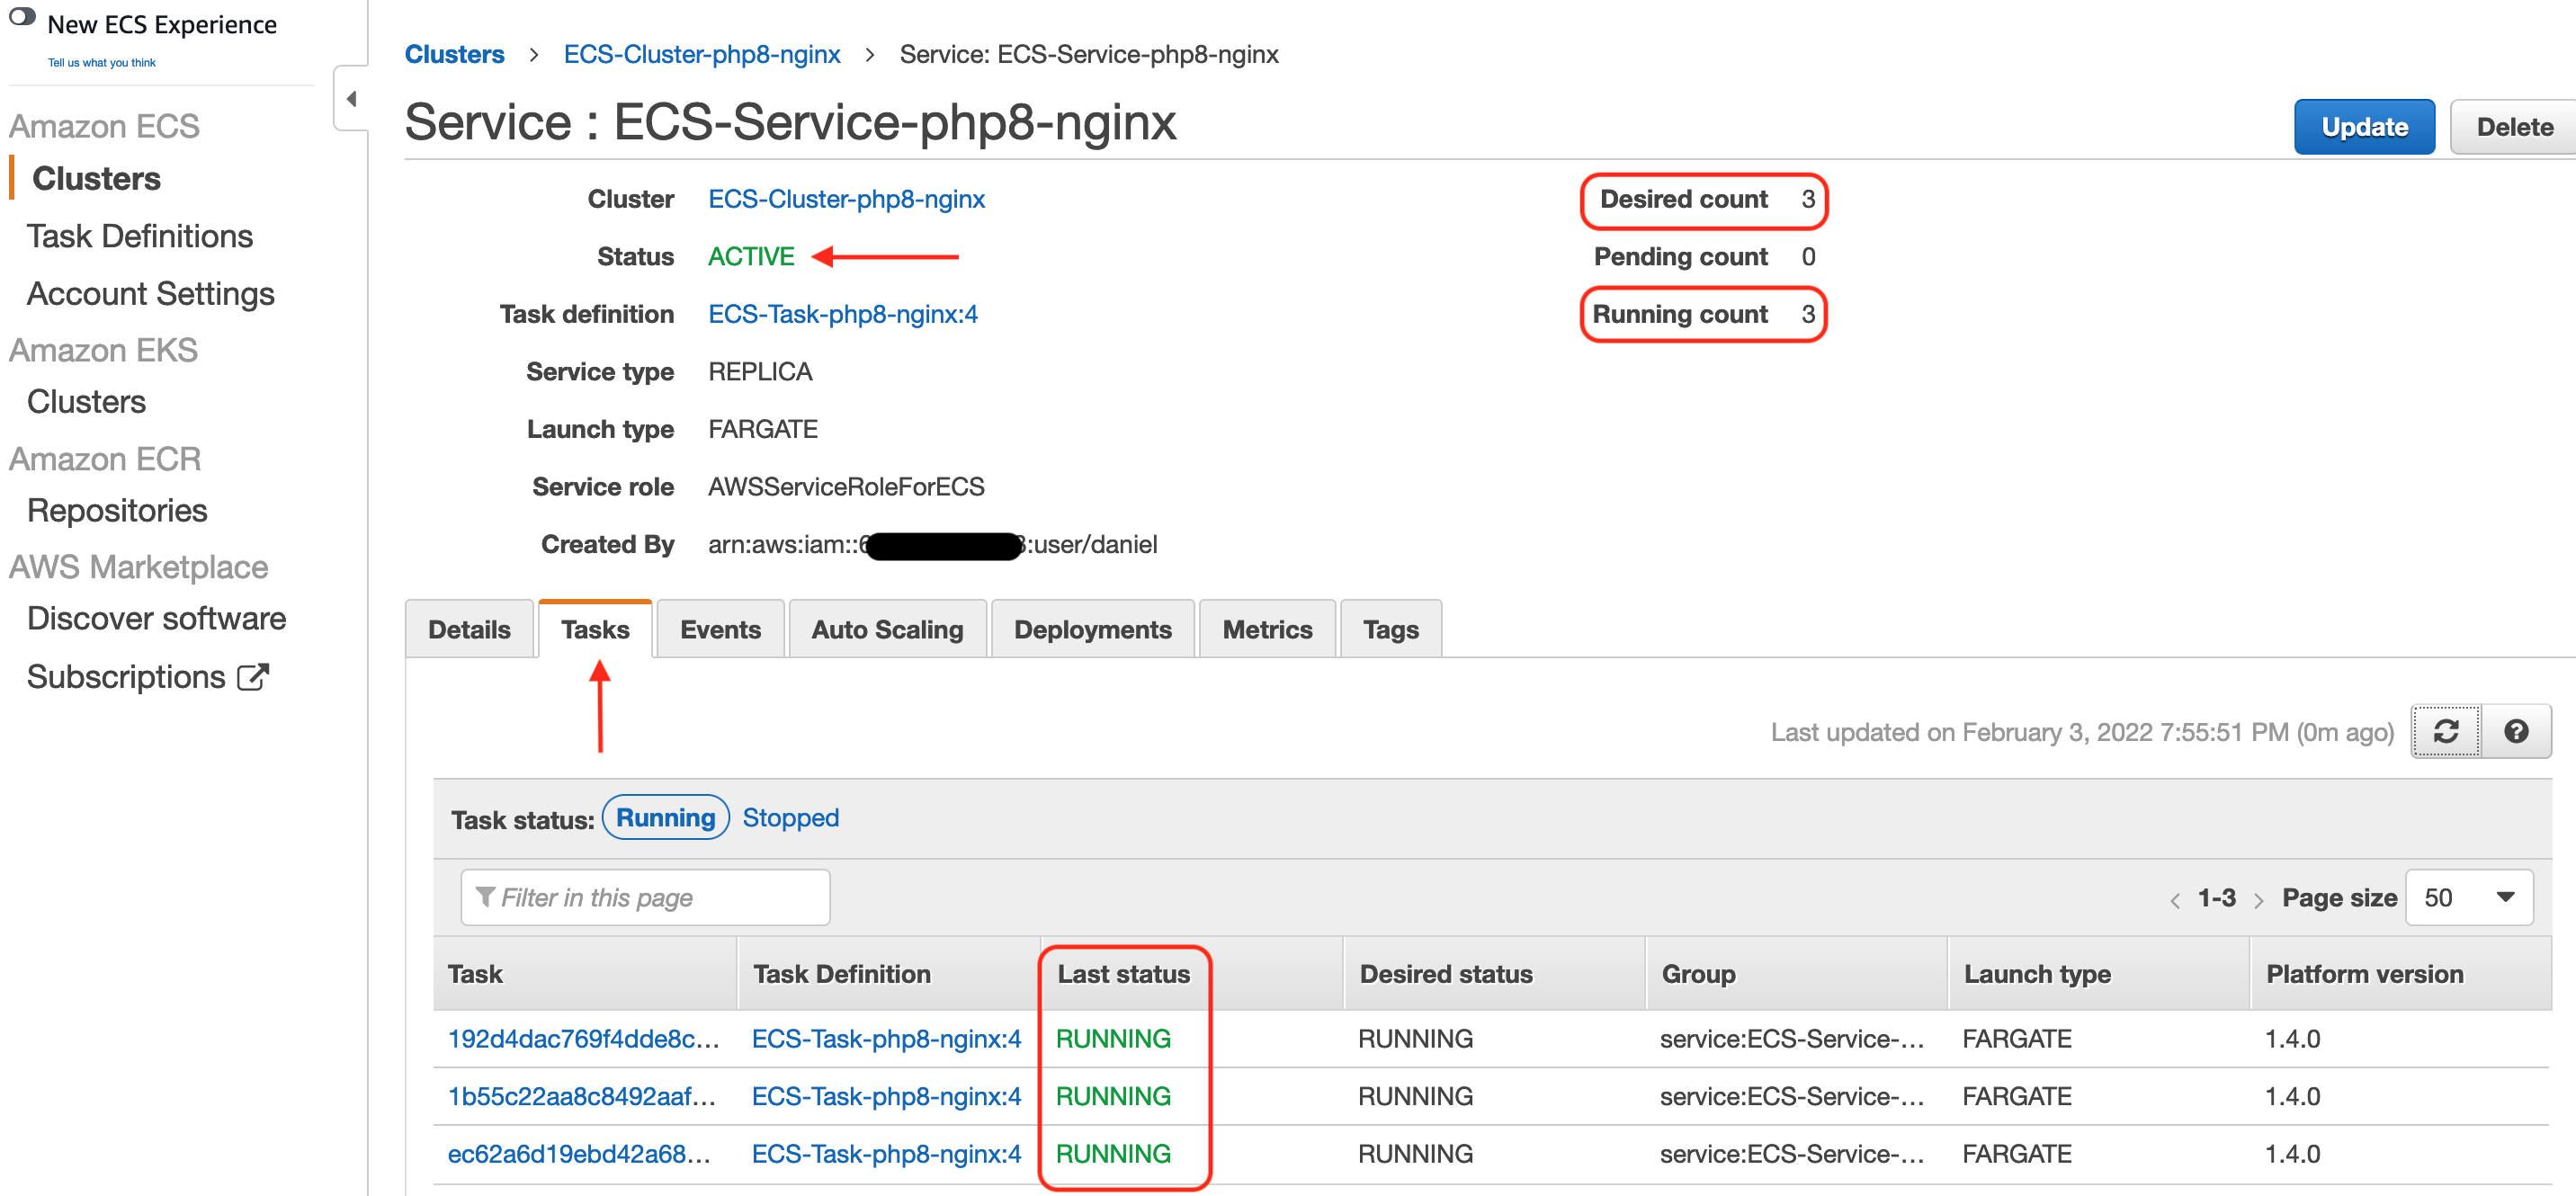 New ECS Experience
Tell us what you think
Amazon ECS
Clusters
Task Definitions
Account Settings
Amazon EKS
Clusters
Amazon ECR
Repositories
AWS Marketplace
Discover software
Subscriptions
Clusters > ECS-Cluster-php8-nginx > Service: ECS-Service-php8-nginx
Service : ECS-Service-php8-nginx
Update Delete
Cluster ECS-Cluster-php8-nginx
Status ACTIVE
Task definition ECS-Task-php8-nginx:4
Service type REPLICA
Launch type FARGATE
Service role AWSServiceRoleForECS
Created By arn:aws:iam::6 3:user/daniel
Desired count 3
Pending count 0
Running count 3
Details Tasks Events Auto Scaling Deployments Metrics Tags
Last updated on February 3, 2022 7:55:51 PM (0m ago)
Task status: Running Stopped
Filter in this page
< 1-3 > Page size 50
Task Task Definition Last status Desired status Group Launch type Platform version
192d4dac769f4dde8c... ECS-Task-php8-nginx:4 RUNNING RUNNING service:ECS-Service-... FARGATE 1.4.0
1b55c22aa8c8492aaf... ECS-Task-php8-nginx:4 RUNNING RUNNING service:ECS-Service-... FARGATE 1.4.0
ec62a6d19ebd42a68... ECS-Task-php8-nginx:4 RUNNING RUNNING service:ECS-Service-... FARGATE 1.4.0